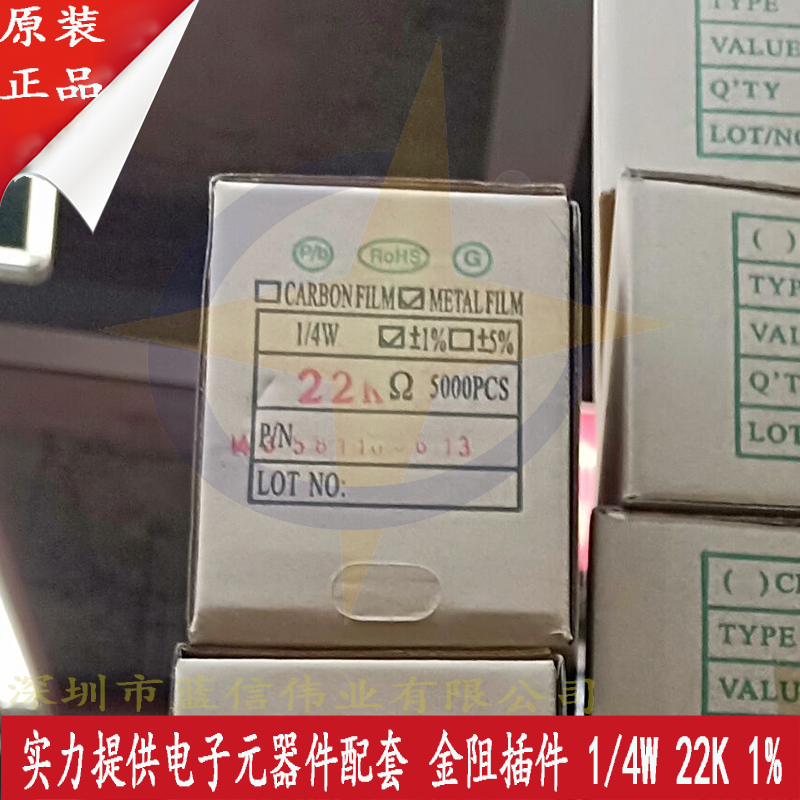 原装
正品
P/b RoHS G
CARBON FILM METAL FILM
1/4W ±1% ±5%
22K Ω 5000PCS
P/N
LOT NO:
TYPE
VALUE
Q'TY
LOT/NO
( )
TYP
VAL
Q'T
LOT
( )C
TYPE
VALU
深圳市蓝信伟业有限公司
实力提供电子元器件配套 金阻插件 1/4W 22K 1%